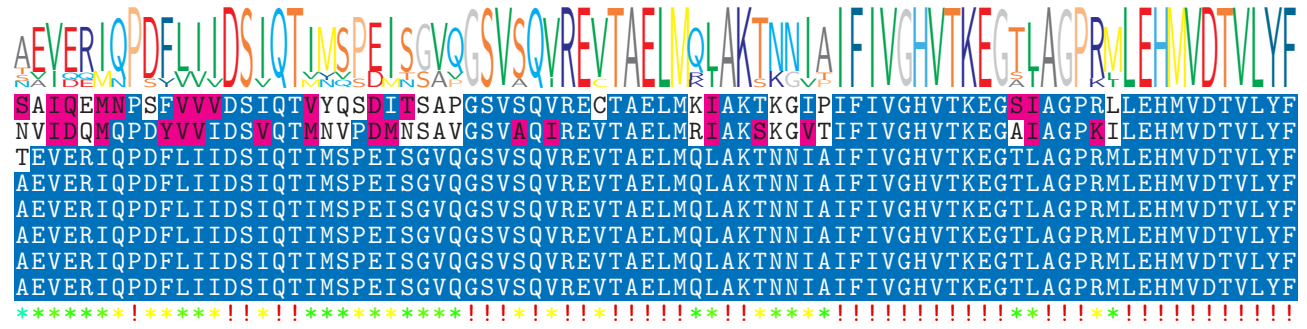 AEVERIQPDFLIIDSIQTIMSPEISGVQGSVSQVREVTAELMQLAKTNNIAIFIVGHVTKEGTLAGPRMLEHMVDTVLYF
SAIQEMNPSFVVVDSIQTVYQSDITSAPGSVSQVRECTAELMKIAKTKGIPIFIVGHVTKEGSIAGPRLLEHMVDTVLYF
NVIDQMQPDYVVIDSVQTMNVPDMNSAVGSVAQIREVTAELMRIAKSKGVTIFIVGHVTKEGAIAGPKILEHMVDTVLYF
TEVERIQPDFLIIDSIQTIMSPEISGVQGSVSQVREVTAELMQLAKTNNIAIFIVGHVTKEGTLAGPRMLEHMVDTVLYF
AEVERIQPDFLIIDSIQTIMSPEISGVQGSVSQVREVTAELMQLAKTNNIAIFIVGHVTKEGTLAGPRMLEHMVDTVLYF
AEVERIQPDFLIIDSIQTIMSPEISGVQGSVSQVREVTAELMQLAKTNNIAIFIVGHVTKEGTLAGPRMLEHMVDTVLYF
AEVERIQPDFLIIDSIQTIMSPEISGVQGSVSQVREVTAELMQLAKTNNIAIFIVGHVTKEGTLAGPRMLEHMVDTVLYF
AEVERIQPDFLIIDSIQTIMSPEISGVQGSVSQVREVTAELMQLAKTNNIAIFIVGHVTKEGTLAGPRMLEHMVDTVLYF
AEVERIQPDFLIIDSIQTIMSPEISGVQGSVSQVREVTAELMQLAKTNNIAIFIVGHVTKEGTLAGPRMLEHMVDTVLYF
*******!*****!!*!!**********!!!*!*!!*!!!!!**!!*****!!!!!!!!!!!**!!!**!!!!!!!!!!!